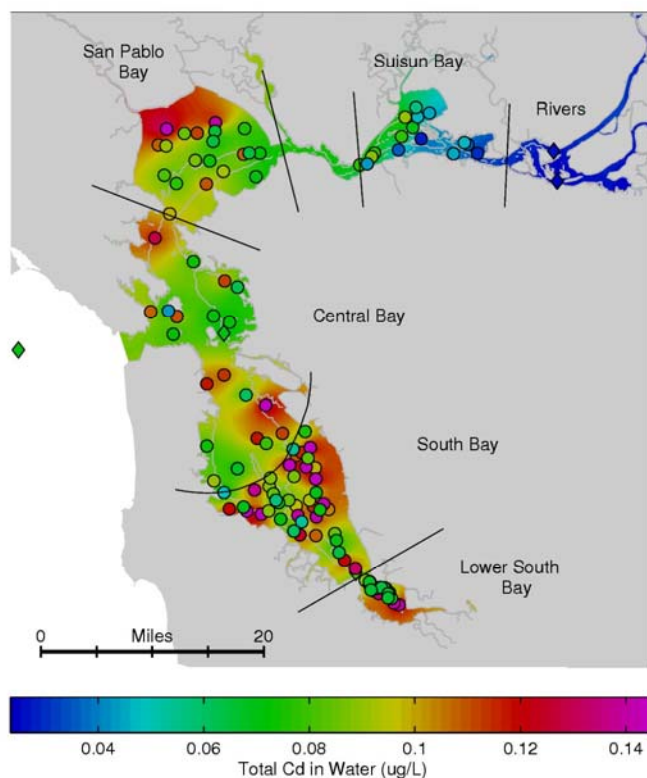 San Pablo
Bay
Suisun Bay
Rivers
Central Bay
South Bay
Lower South
Bay
0 Miles 20
0.04 0.06 0.08 0.1 0.12 0.14
Total Cd in Water (ug/L)